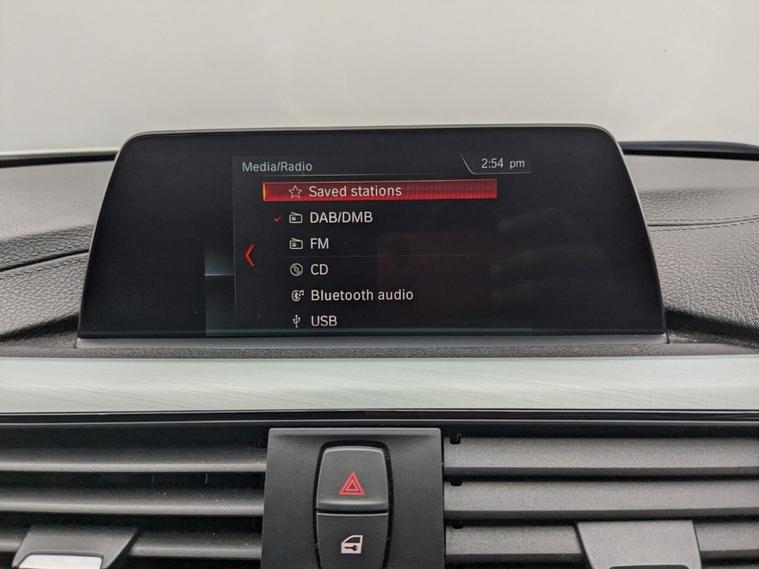 Media/Radio
2:54 pm
Saved stations
DAB/DMB
FM
CD
Bluetooth audio
USB